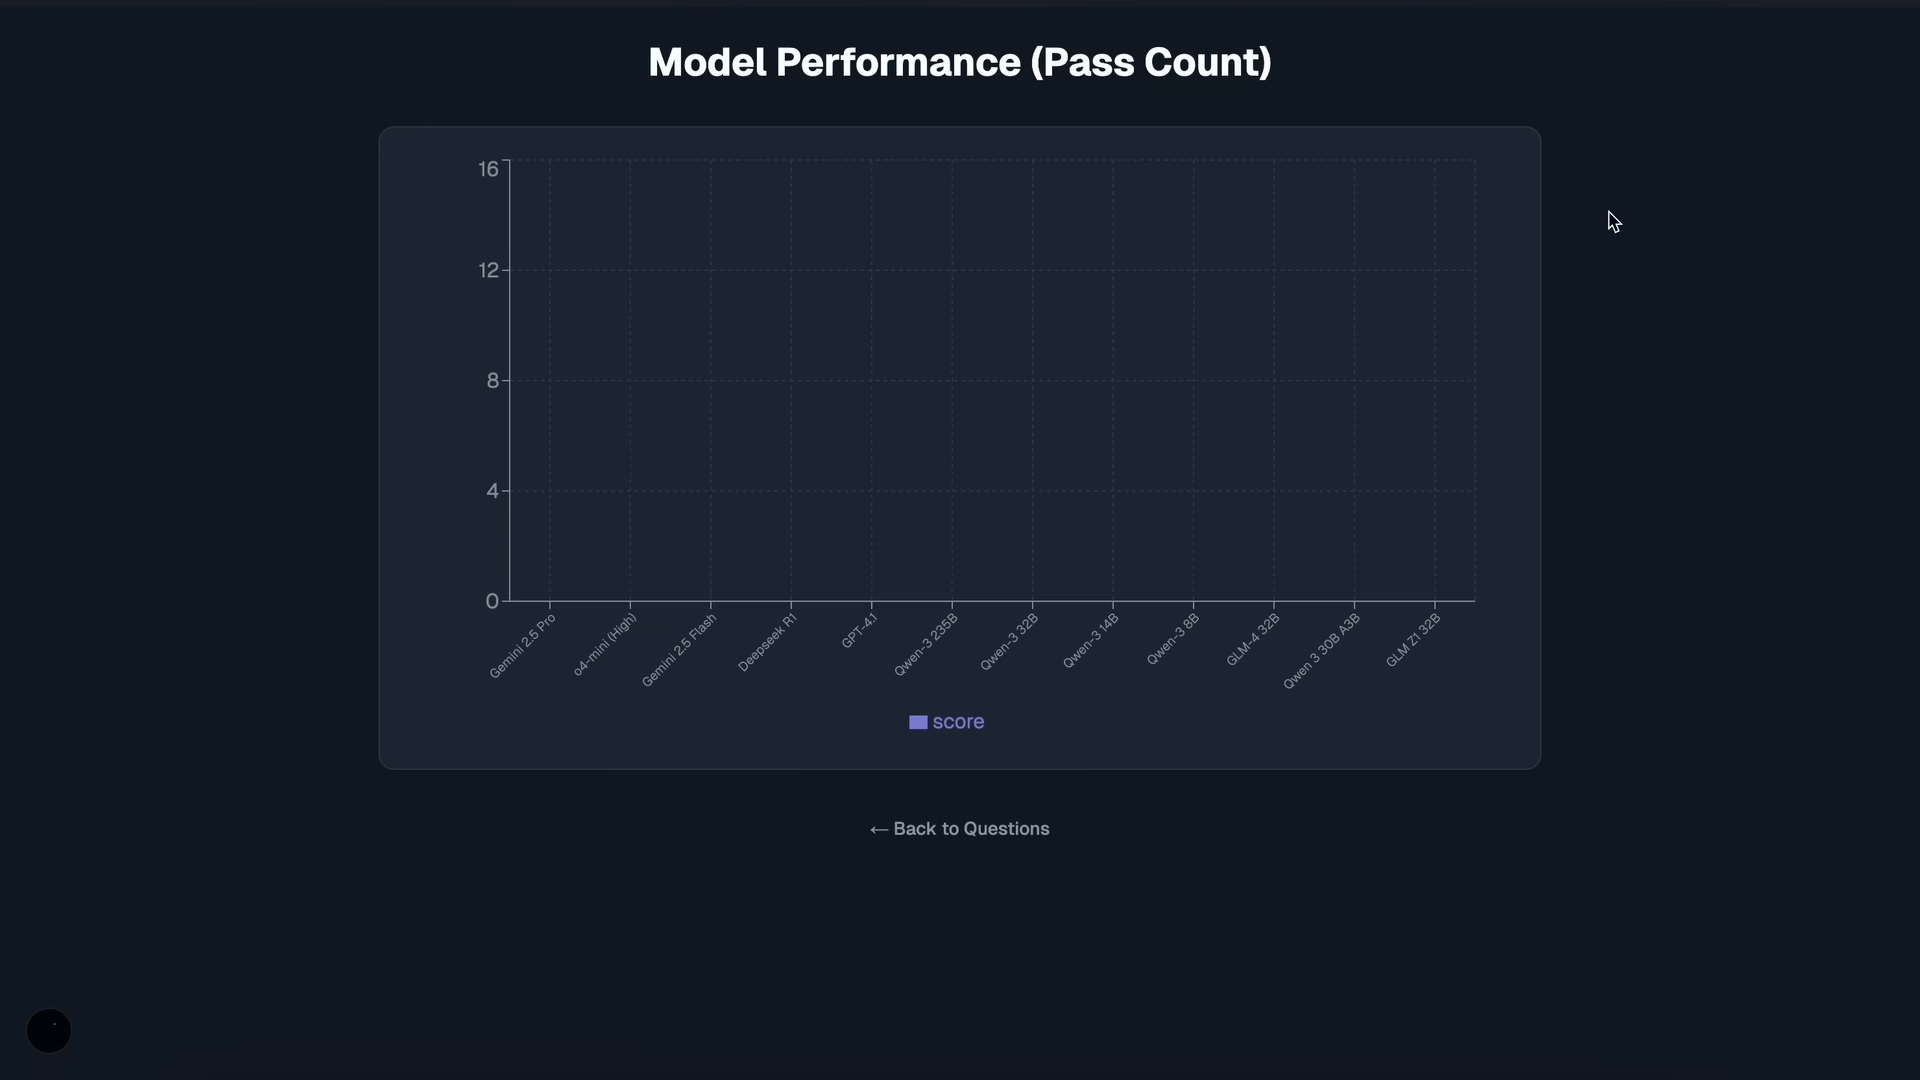 Model Performance (Pass Count)
16
12
8
4
0
Gemini 2.5 Pro
o4-mini (High)
Gemini 2.5 Flash
Deepseek R1
GPT-4.1
Qwen-3 235B
Qwen-3 32B
Qwen-3 14B
Qwen-3 8B
GLM-4 32B
Qwen 3 30B A3B
GLM Z1 32B
score
← Back to Questions